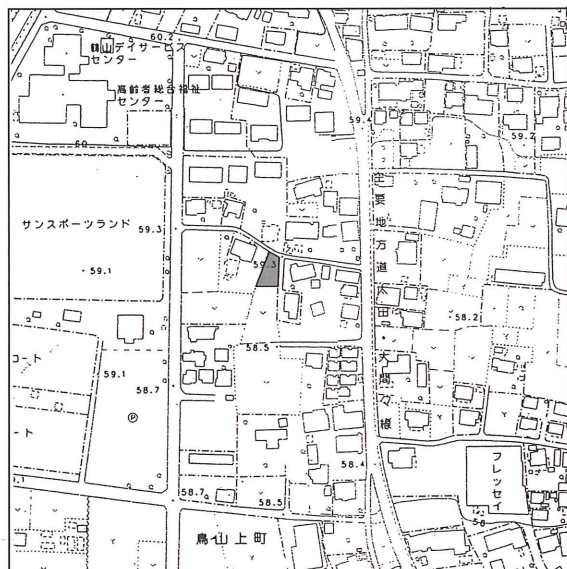 60.2
鶴山デイサービス
センター
高齢者総合福祉
センター
60
59.4
59.2
サンスポーツランド
59.3
59.3
59.1
主要地方道太田・大間々線
58.2
58.5
コート
59.1
58.7
P
ート
58.4
フレッセイ
58.7
58.5
58
鳥山上町